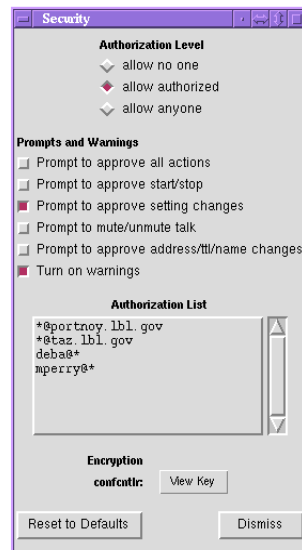 Security
Authorization Level
allow no one
allow authorized
allow anyone
Prompts and Warnings
Prompt to approve all actions
Prompt to approve start/stop
Prompt to approve setting changes
Prompt to mute/unmute talk
Prompt to approve address/ttl/name changes
Turn on warnings
Authorization List
*@portnoy.lbl.gov
*@taz.lbl.gov
deba@*
mperry@*
Encryption
confcntlr: View Key
Reset to Defaults Dismiss